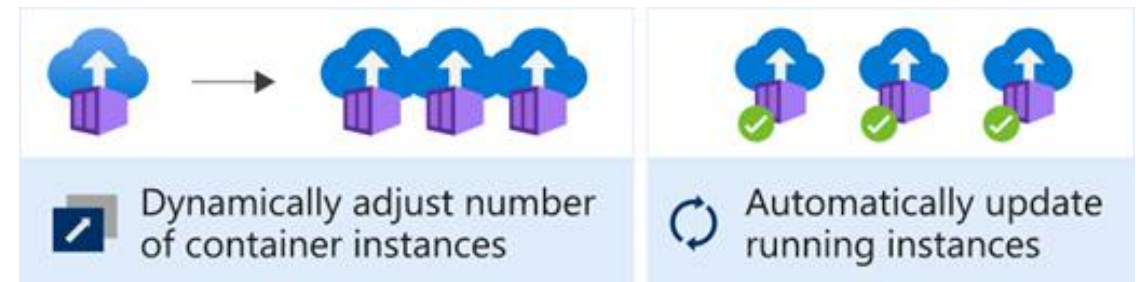 Dynamically adjust number
of container instances
Automatically update
running instances